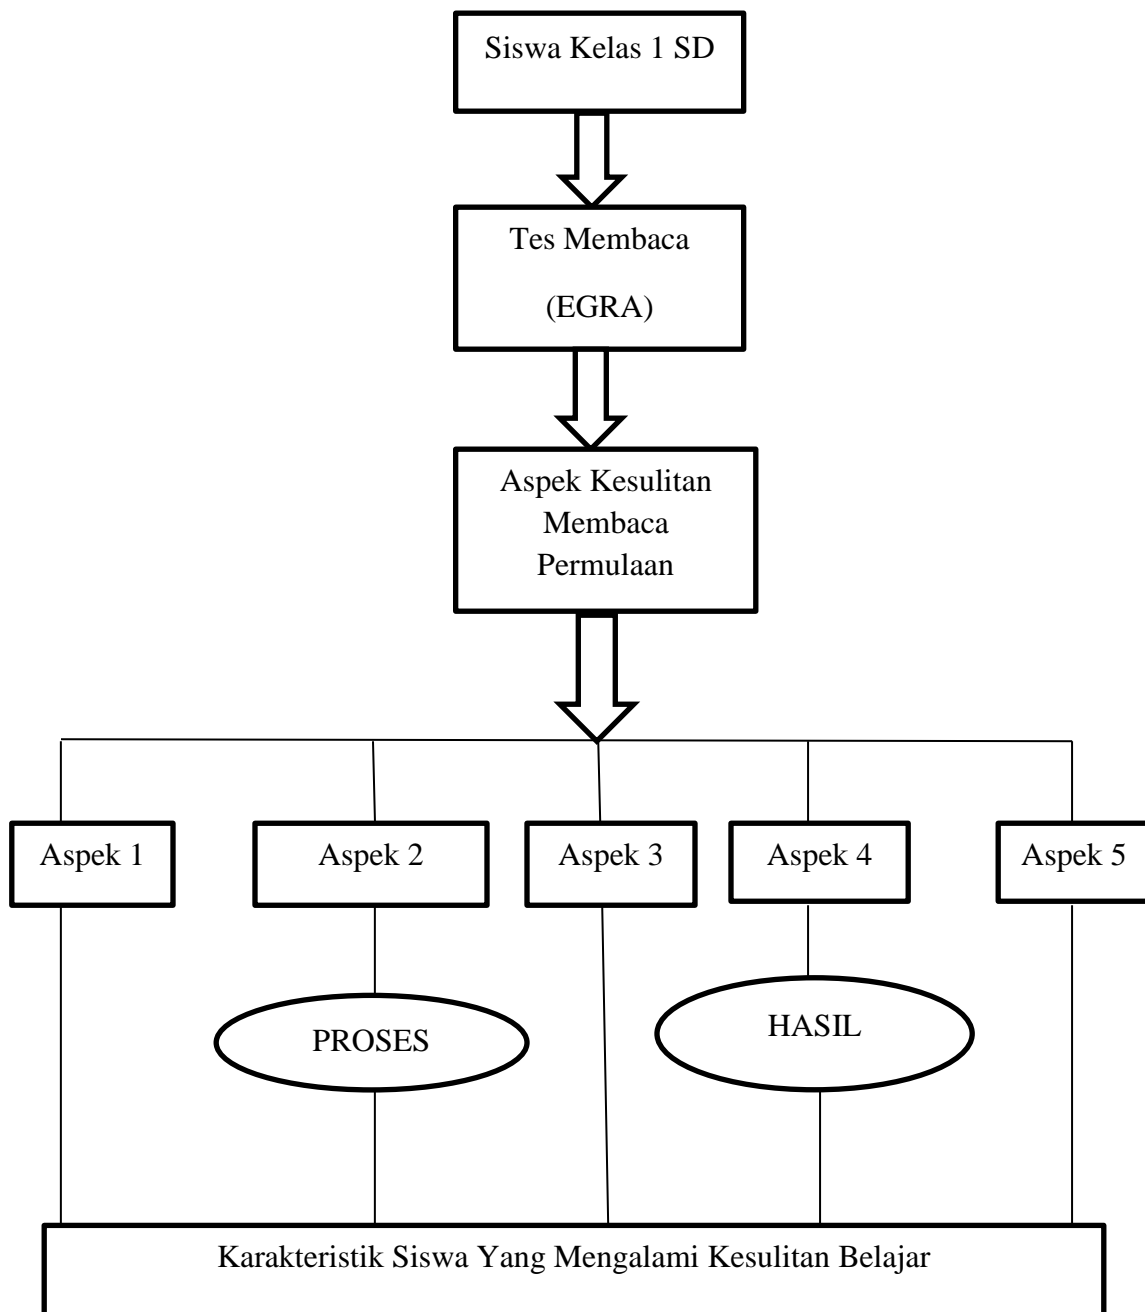 Siswa Kelas 1 SD
Tes Membaca
(EGRA)
Aspek Kesulitan
Membaca
Permulaan
Aspek 1
Aspek 2
Aspek 3
Aspek 4
Aspek 5
PROSES
HASIL
Karakteristik Siswa Yang Mengalami Kesulitan Belajar